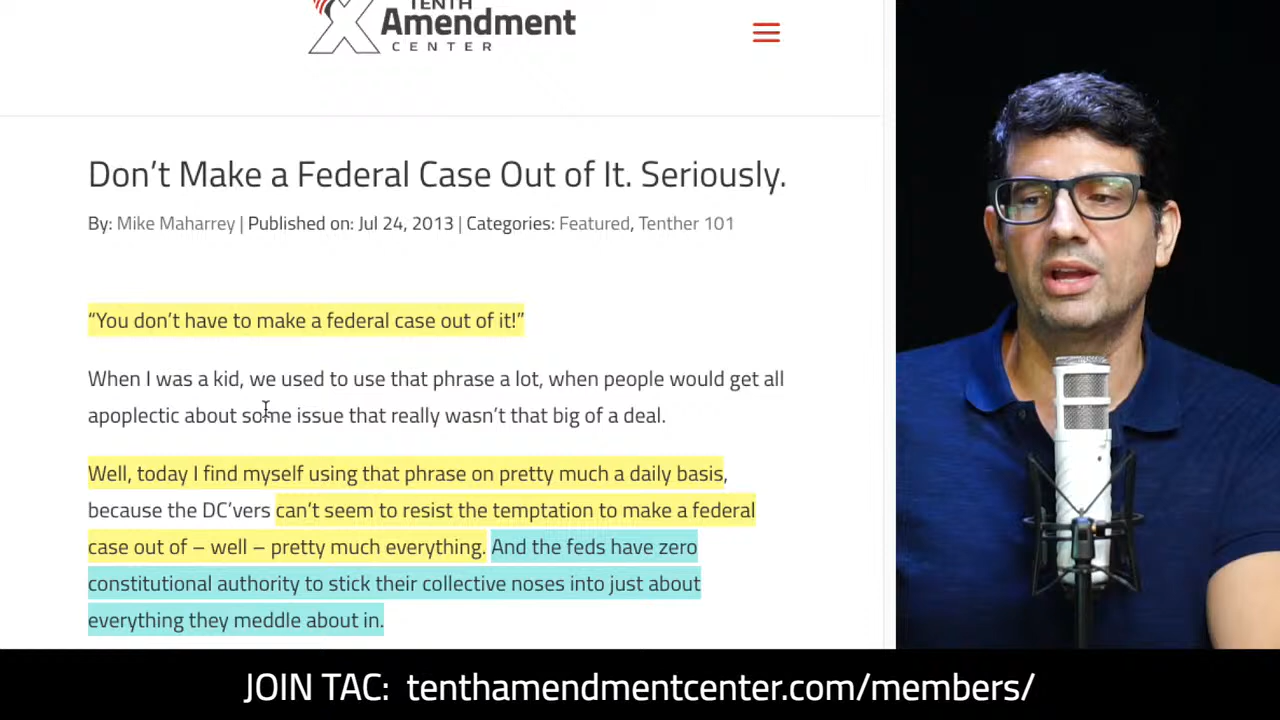 TENTH
Amendment
CENTER
Don’t Make a Federal Case Out of It. Seriously.
By: Mike Maharrey | Published on: Jul 24, 2013 | Categories: Featured, Tenther 101
“You don’t have to make a federal case out of it!”
When I was a kid, we used to use that phrase a lot, when people would get all
apoplectic about some issue that really wasn’t that big of a deal.
Well, today I find myself using that phrase on pretty much a daily basis,
because the DC’vers can’t seem to resist the temptation to make a federal
case out of – well – pretty much everything. And the feds have zero
constitutional authority to stick their collective noses into just about
everything they meddle about in.
JOIN TAC: tenthamendmentcenter.com/members/